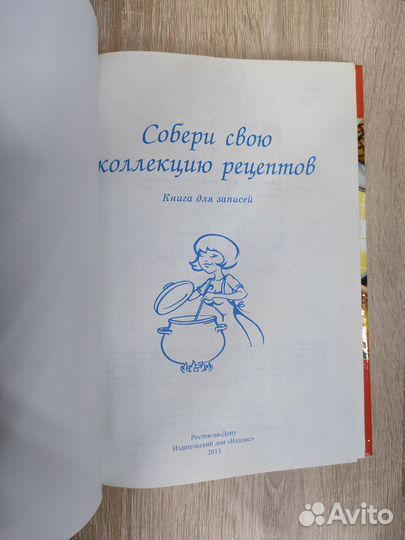 Собери свою
коллекцию рецептов
Книга для записей
Ростов-на-Дону
Издательский дом «Владис»
2013
Avito